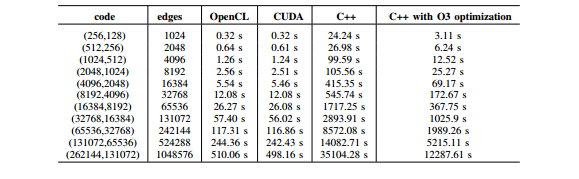 code edges OpenCL CUDA C++ C++ with O3 optimization
(256,128) 1024 0.32 s 0.32 s 24.24 s 3.11 s
(512,256) 2048 0.64 s 0.61 s 26.98 s 6.24 s
(1024,512) 4096 1.26 s 1.24 s 99.59 s 12.52 s
(2048,1024) 8192 2.56 s 2.51 s 105.56 s 25.27 s
(4096,2048) 16384 5.54 s 5.46 s 415.35 s 69.17 s
(8192,4096) 32768 12.08 s 12.08 s 545.74 s 172.67 s
(16384,8192) 65536 26.27 s 26.08 s 1717.25 s 367.75 s
(32768,16384) 131072 57.40 s 56.02 s 2893.91 s 1025.9 s
(65536,32768) 242144 117.31 s 116.86 s 8572.08 s 1989.26 s
(131072,65536) 524288 244.36 s 242.43 s 14082.71 s 5215.11 s
(262144,131072) 1048576 510.06 s 498.16 s 35104.28 s 12287.61 s